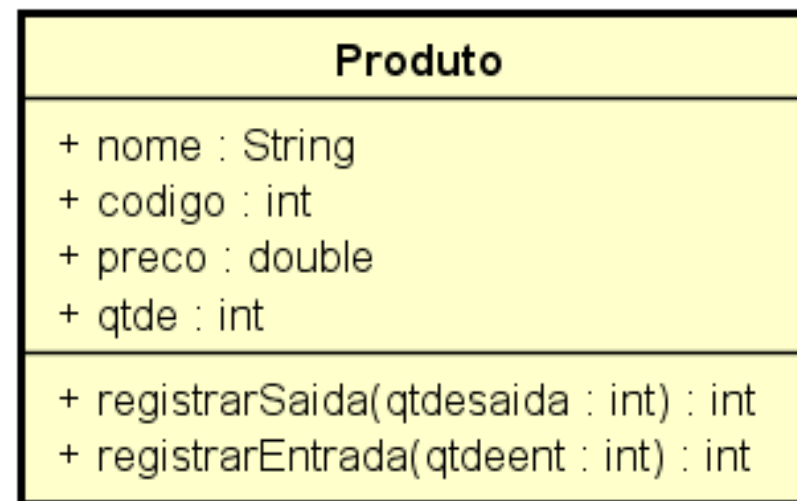 Produto
+ nome : String
+ codigo : int
+ preco : double
+ qtde : int
+ registrarSaida(qtdesaida : int) : int
+ registrarEntrada(qtdeent : int) : int